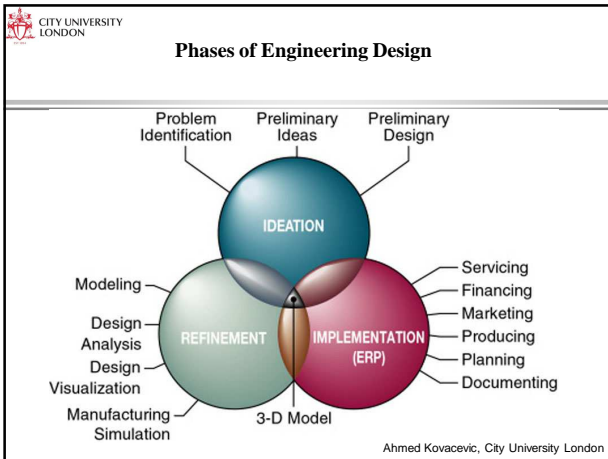 CITY UNIVERSITY
LONDON
Phases of Engineering Design
Problem
Identification
Preliminary
Ideas
Preliminary
Design
IDEATION
Modeling
Design
Analysis
Design
Visualization
Manufacturing
Simulation
REFINEMENT
IMPLEMENTATION
(ERP)
Servicing
Financing
Marketing
Producing
Planning
Documenting
3-D Model
Ahmed Kovacevic, City University London